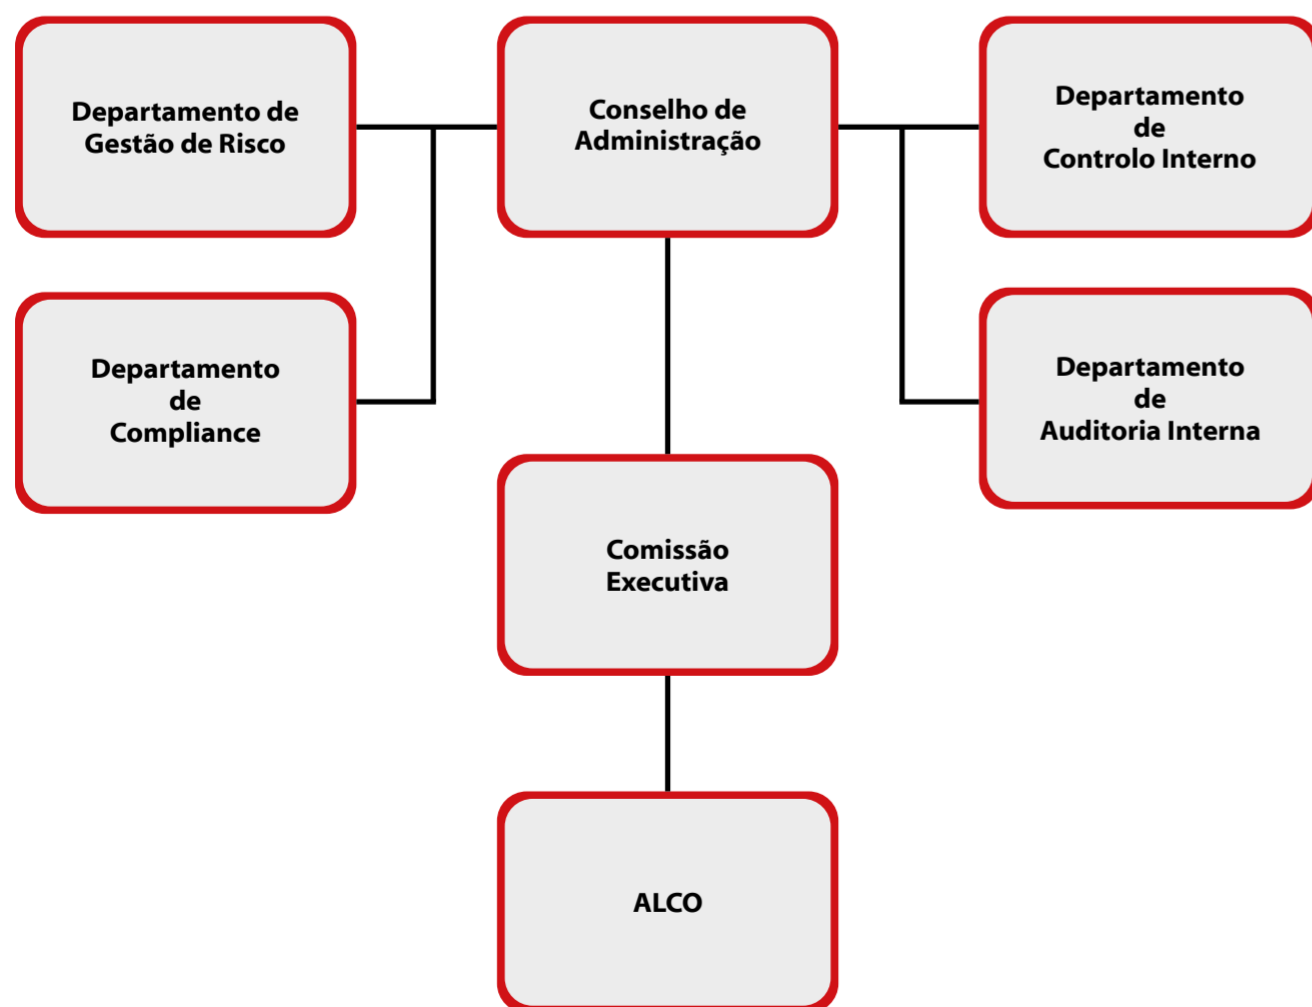 Departamento de
Gestão de Risco
Conselho de
Administração
Departamento
de
Controlo Interno
Departamento
de
Compliance
Departamento
de
Auditoria Interna
Comissão
Executiva
ALCO